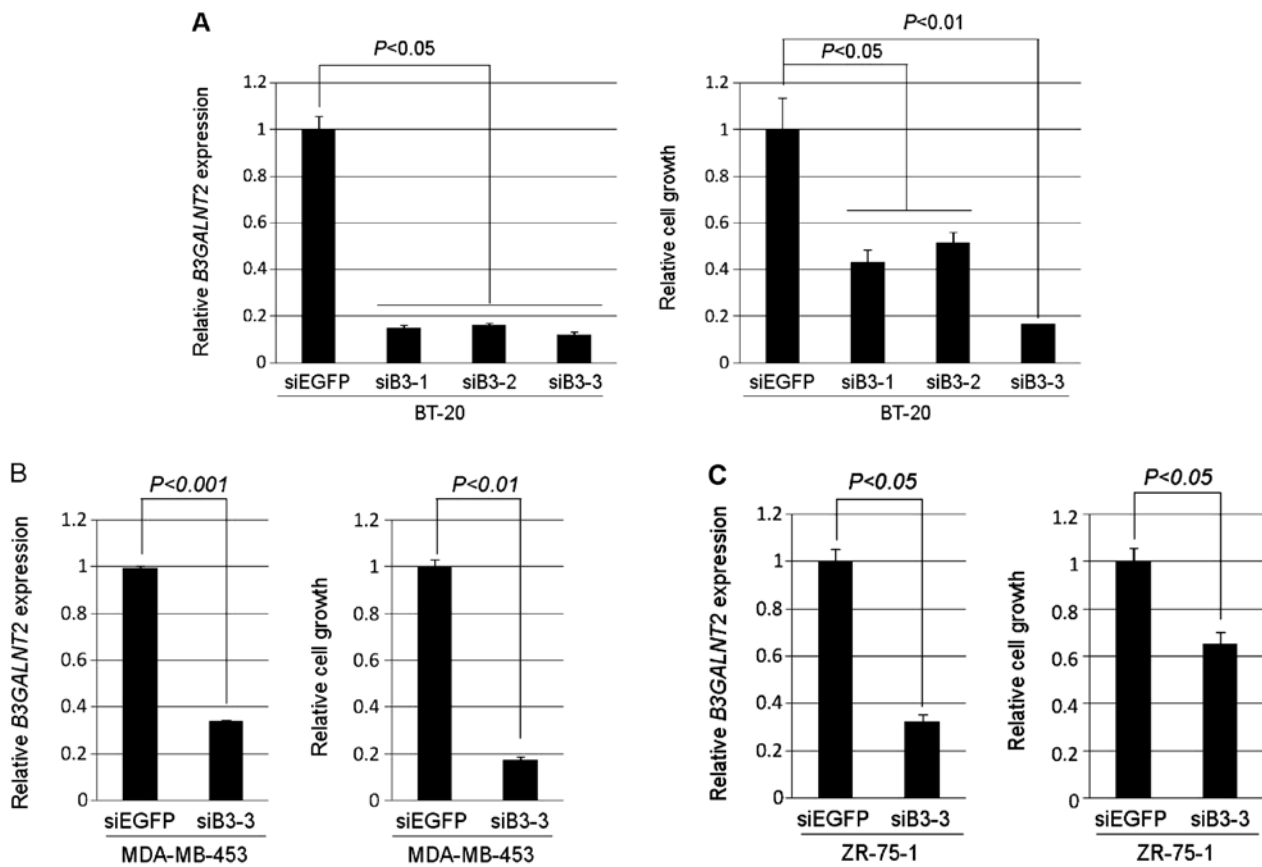 A
P<0.05
Relative B3GALNT2 expression
1.2
1
0.8
0.6
0.4
0.2
0
siEGFP siB3-1 siB3-2 siB3-3
BT-20
P<0.01
P<0.05
Relative cell growth
1.2
1
0.8
0.6
0.4
0.2
0
siEGFP siB3-1 siB3-2 siB3-3
BT-20
B
P<0.001
Relative B3GALNT2 expression
1.2
1
0.8
0.6
0.4
0.2
0
siEGFP siB3-3
MDA-MB-453
P<0.01
Relative cell growth
1.2
1
0.8
0.6
0.4
0.2
0
siEGFP siB3-3
MDA-MB-453
C
P<0.05
Relative B3GALNT2 expression
1.2
1
0.8
0.6
0.4
0.2
0
siEGFP siB3-3
ZR-75-1
P<0.05
Relative cell growth
1.2
1
0.8
0.6
0.4
0.2
0
siEGFP siB3-3
ZR-75-1